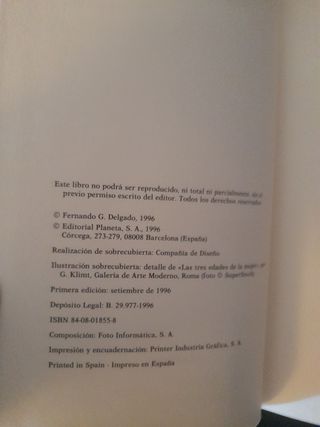 Este libro no podrá ser reproducido, ni total ni parcialmente, sin el
previo permiso escrito del editor. Todos los derechos reservados
© Fernando G. Delgado, 1996
© Editorial Planeta, S. A., 1996
Córcega, 273-279, 08008 Barcelona (España)
Realización de sobrecubierta: Compañía de Diseño
Ilustración sobrecubierta: detalle de «Las tres edades de la mujer», de
G. Klimt, Galería de Arte Moderno, Roma (foto © SuperStock)
Primera edición: setiembre de 1996
Depósito Legal: B. 29.977-1996
ISBN 84-08-01855-8
Composición: Foto Informática, S. A.
Impresión y encuadernación: Printer Industria Gráfica, S. A.
Printed in Spain - Impreso en España